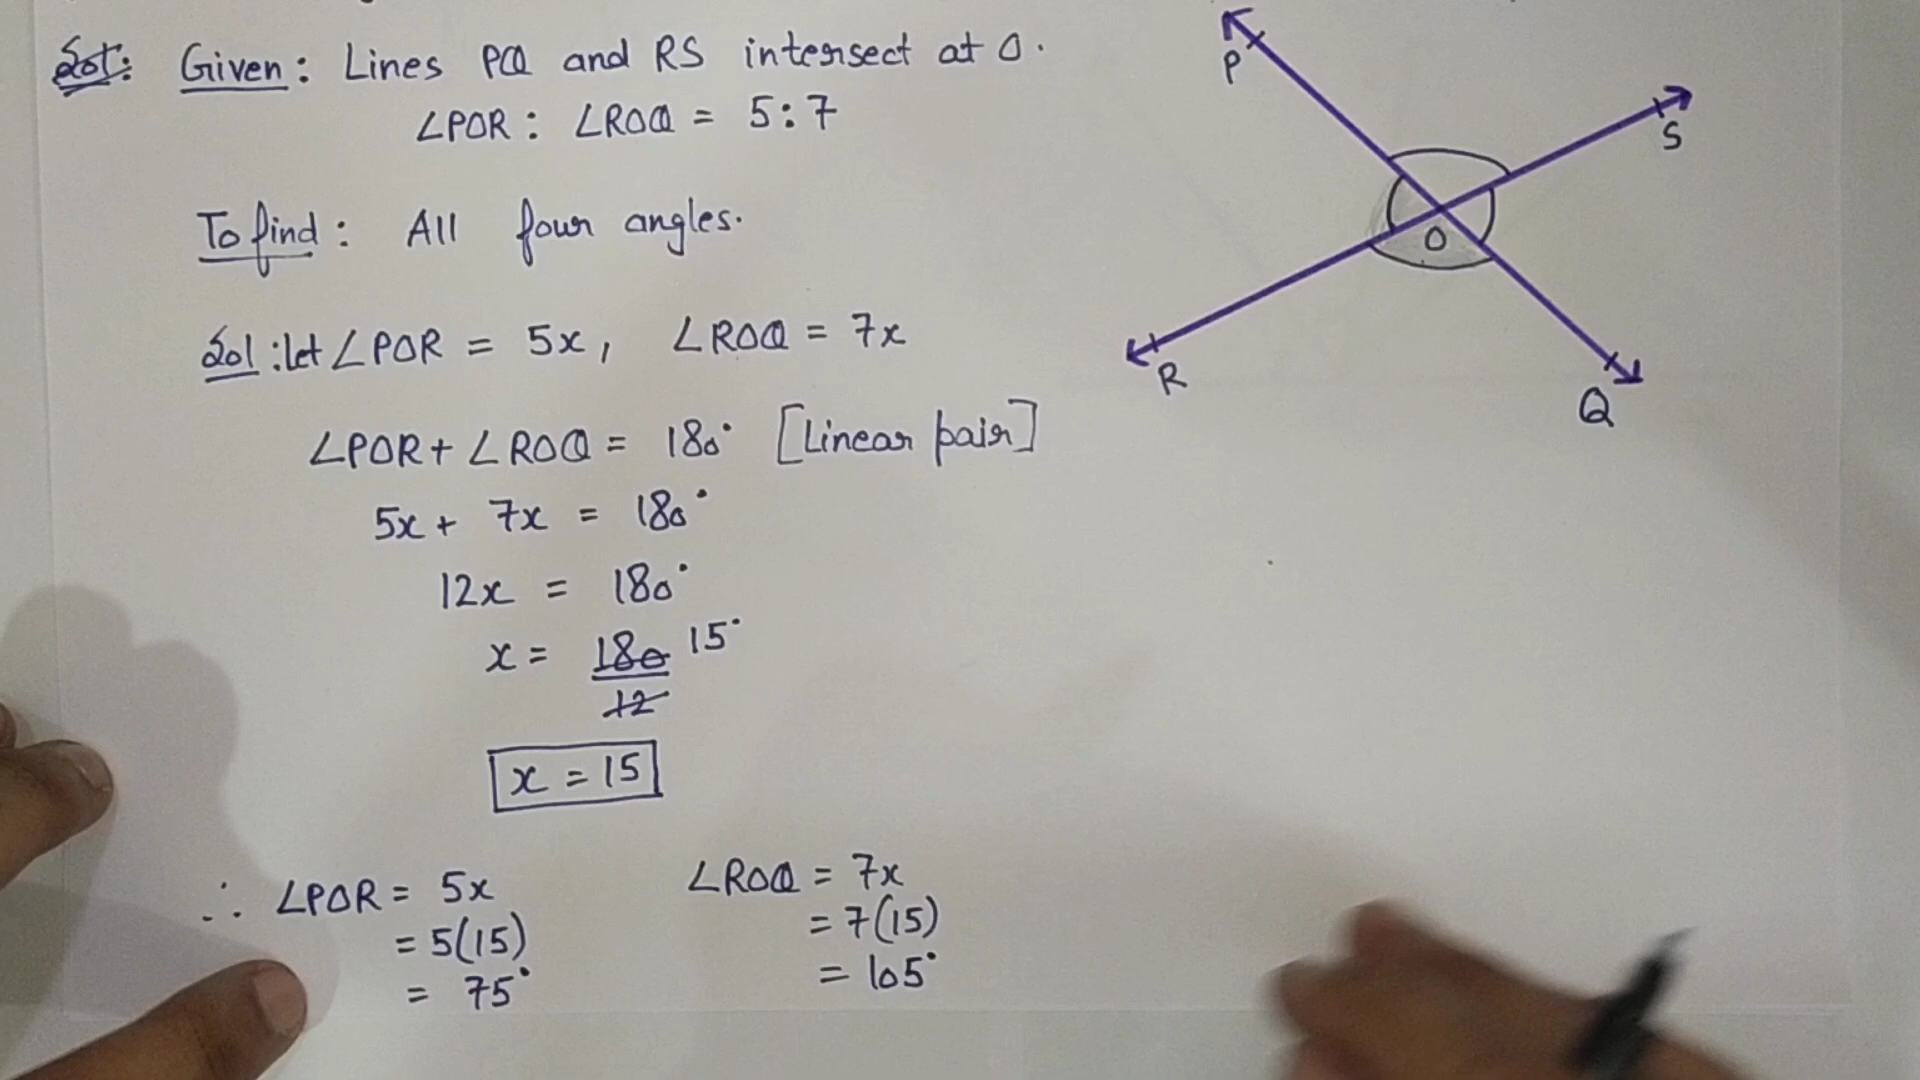 Sol: Given: Lines PQ and RS intersect at O.
∠POR : ∠ROQ = 5:7
To find: All four angles.
Sol: let ∠POR = 5x, ∠ROQ = 7x
∠POR + ∠ROQ = 180° [Linear pair]
5x + 7x = 180°
12x = 180°
x = 180/12 15°
x = 15
∴ ∠POR = 5x
= 5(15)
= 75°
∠ROQ = 7x
= 7(15)
= 105°
P
S
O
R
Q